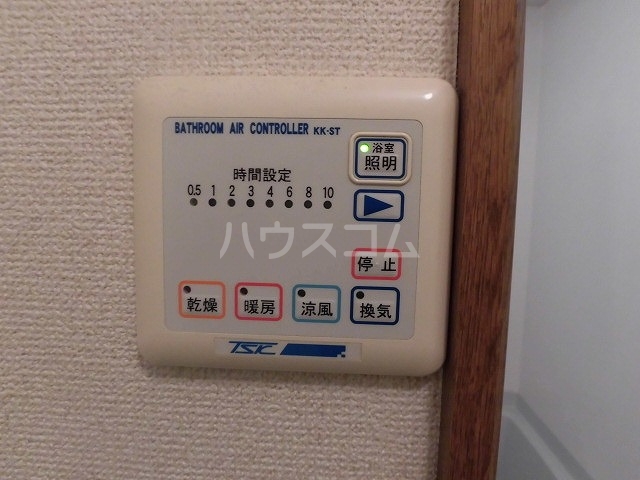 BATHROOM AIR CONTROLLER KK-ST
浴室
照明
時間設定
0.5 1 2 3 4 6 8 10
ハウスコム
停止
乾燥 暖房 涼風 換気
TSK